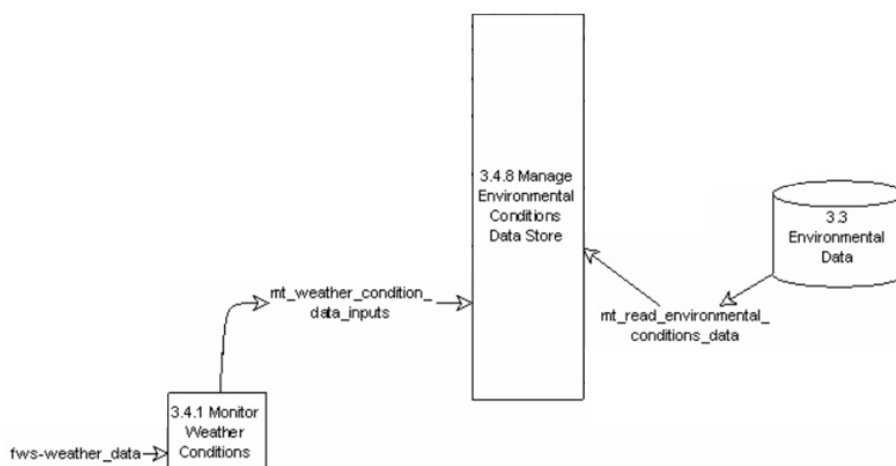 3.4.8 Manage
Environmental
Conditions
Data Store
3.3
Environmental
Data
mt_weather_condition_
data_inputs
mt_read_environmental_
conditions_data
3.4.1 Monitor
Weather
Conditions
fws-weather_data